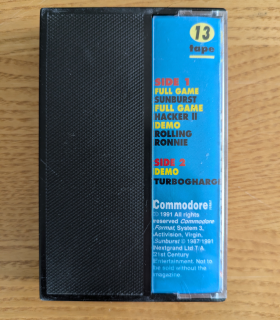 13
tape
SIDE 1
FULL GAME
SUNBURST
FULL GAME
HACKER II
DEMO
ROLLING
RONNIE
SIDE 2
DEMO
TURBOCHARGE
Commodore
© 1991 All rights
reserved Commodore
Format, System 3,
Activision, Virgin.
Sunburst © 1987/1991
Nextgrand Ltd T/A
21st Century
Entertainment. Not to
be sold without the
magazine.